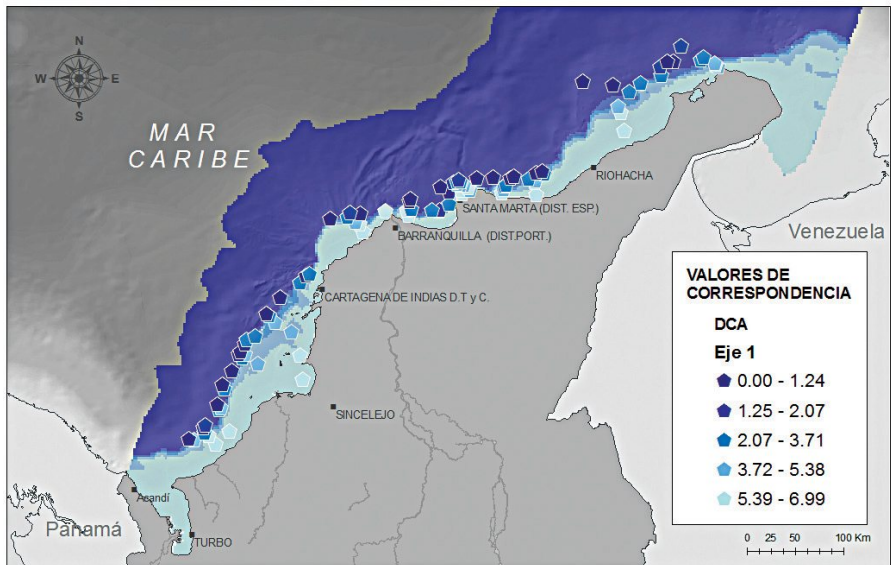 N
W E
S
MAR
CARIBE
RIOHACHA
SANTA MARTA (DIST. ESP.)
BARRANQUILLA (DIST.PORT.)
Venezuela
CARTAGENA DE INDIAS D.T y C.
SINCELEJO
Acandí
Panamá
TURBO
VALORES DE
CORRESPONDENCIA
DCA
Eje 1
0.00 - 1.24
1.25 - 2.07
2.07 - 3.71
3.72 - 5.38
5.39 - 6.99
0 25 50 100 Km